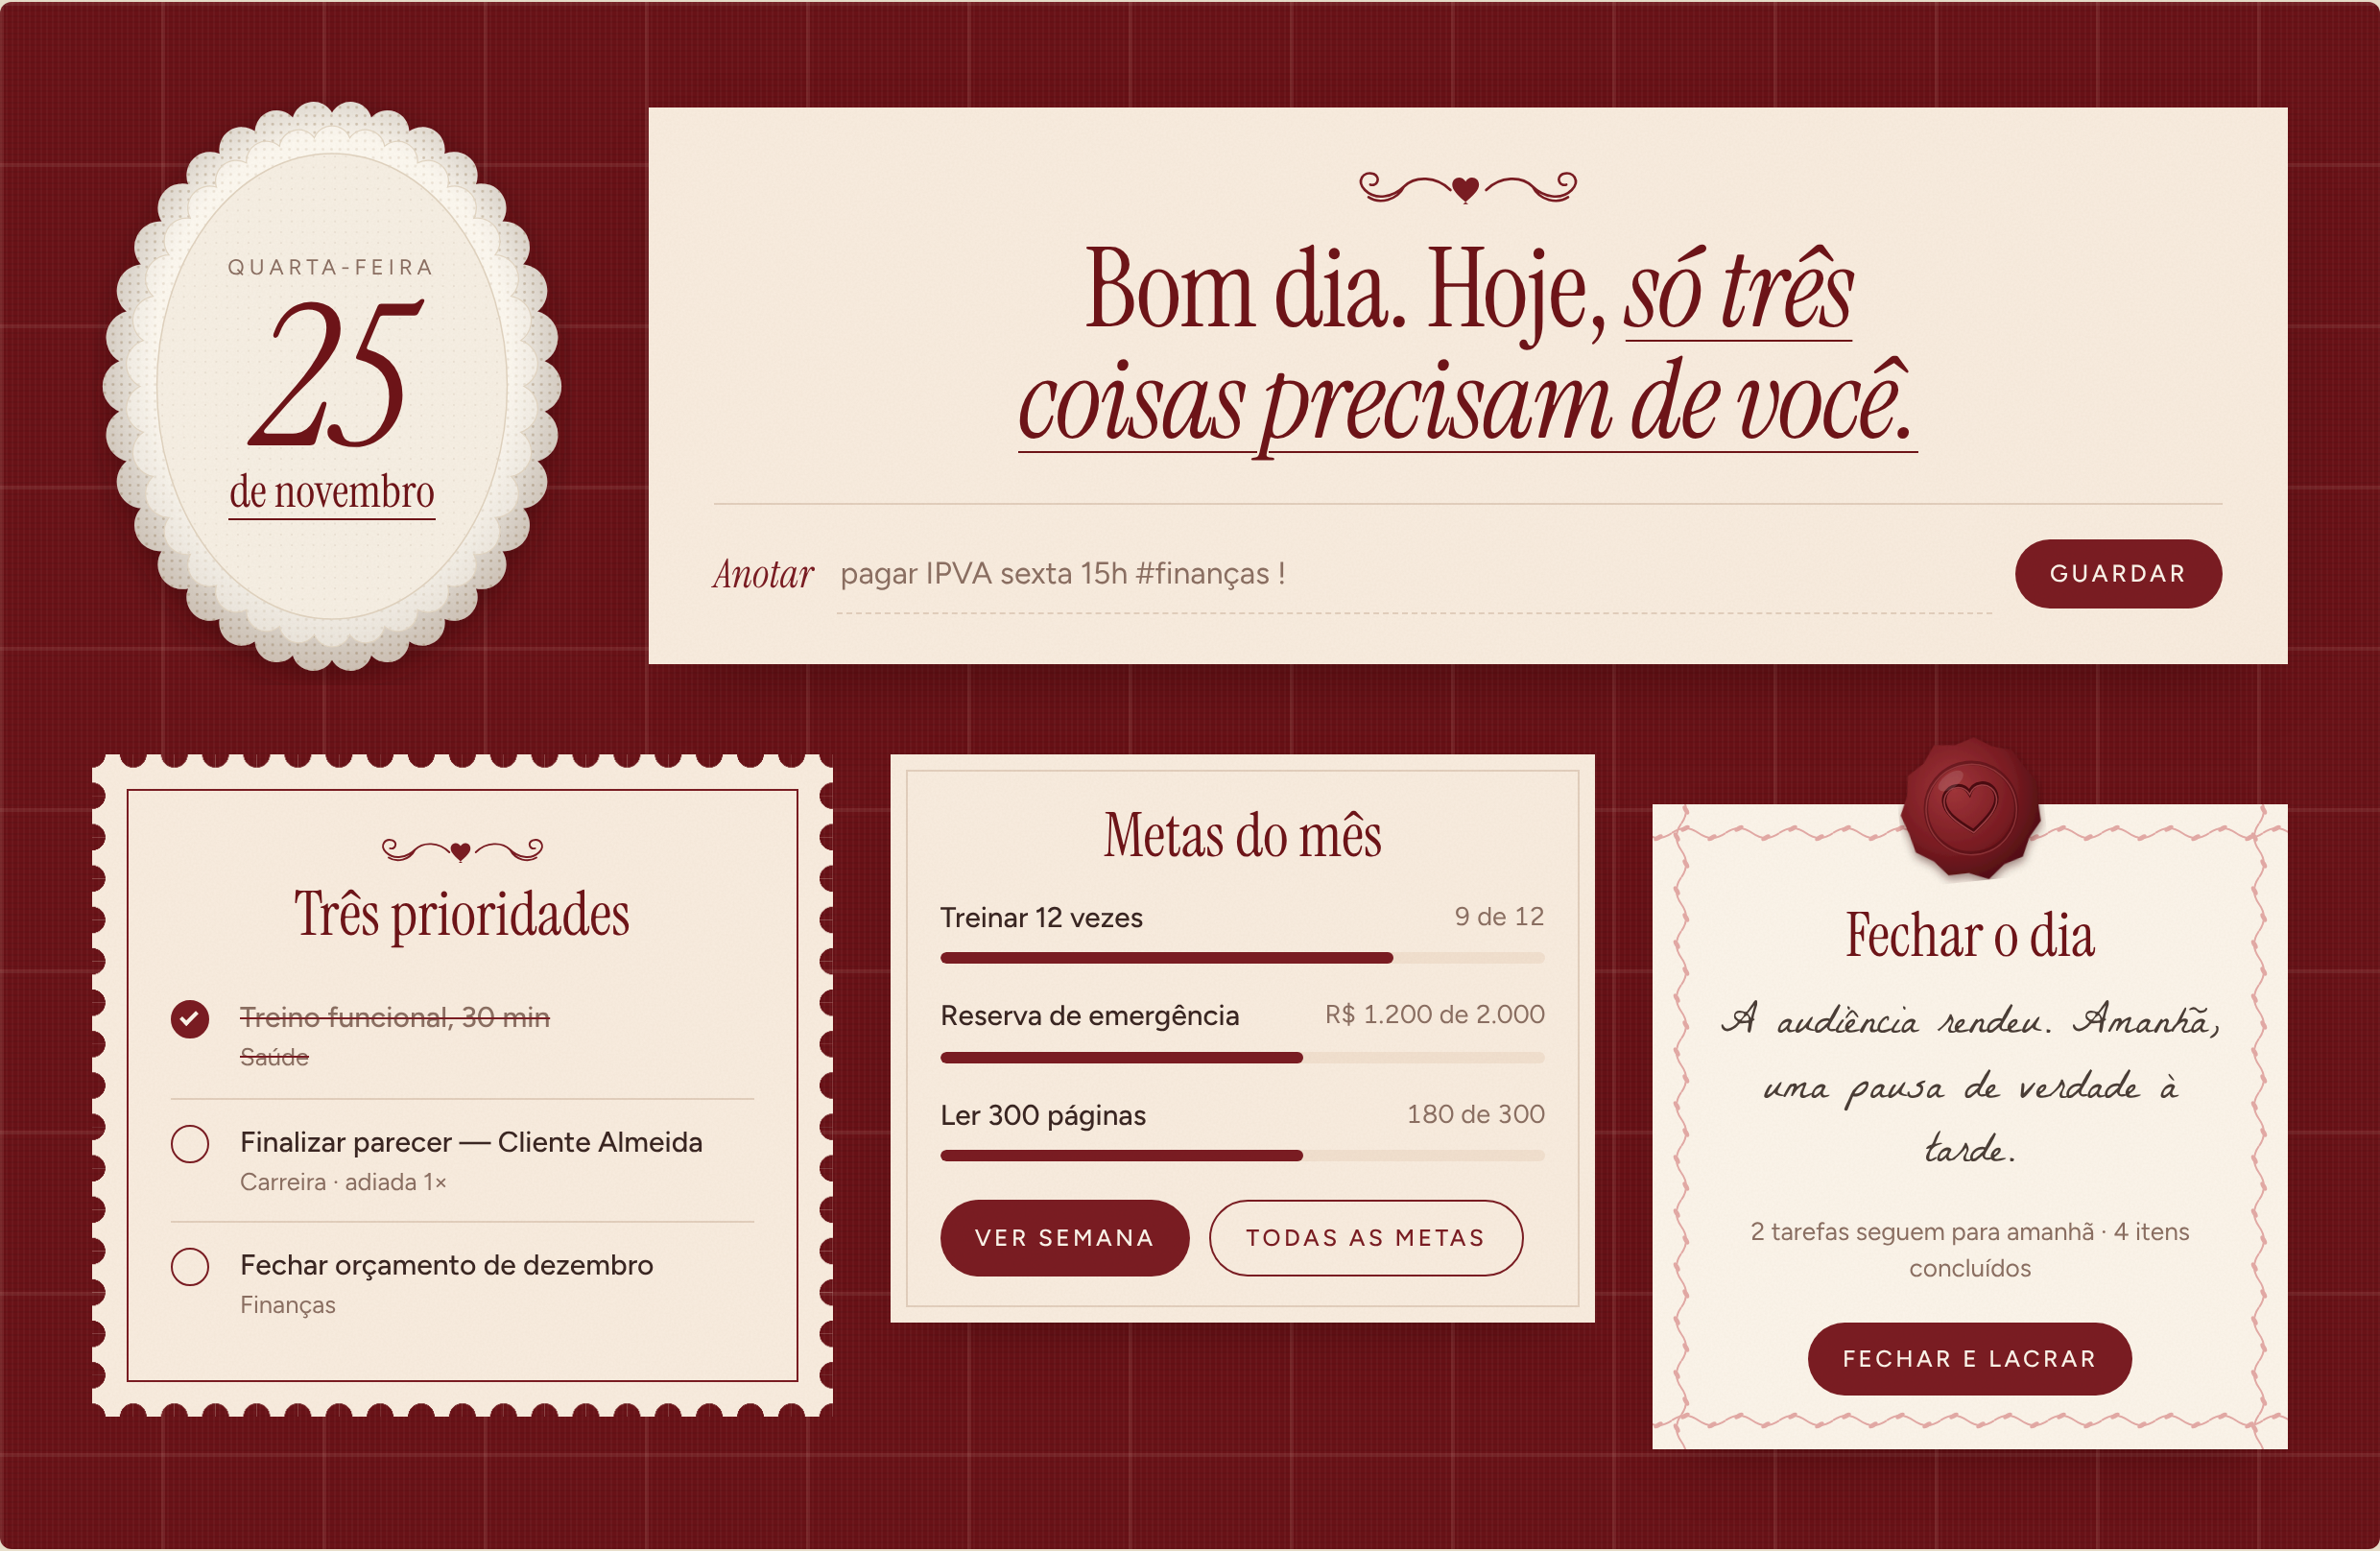 QUARTA-FEIRA
25
de novembro
Bom dia. Hoje, só três
coisas precisam de você.
Anotar pagar IPVA sexta 15h #finanças !
GUARDAR
Três prioridades
Treino funcional, 30 min
Saúde
Finalizar parecer — Cliente Almeida
Carreira · adiada 1×
Fechar orçamento de dezembro
Finanças
Metas do mês
Treinar 12 vezes 9 de 12
Reserva de emergência R$ 1.200 de 2.000
Ler 300 páginas 180 de 300
VER SEMANA TODAS AS METAS
Fechar o dia
A audiência rendeu. Amanhã,
uma pausa de verdade à
tarde.
2 tarefas seguem para amanhã · 4 itens
concluídos
FECHAR E LACRAR